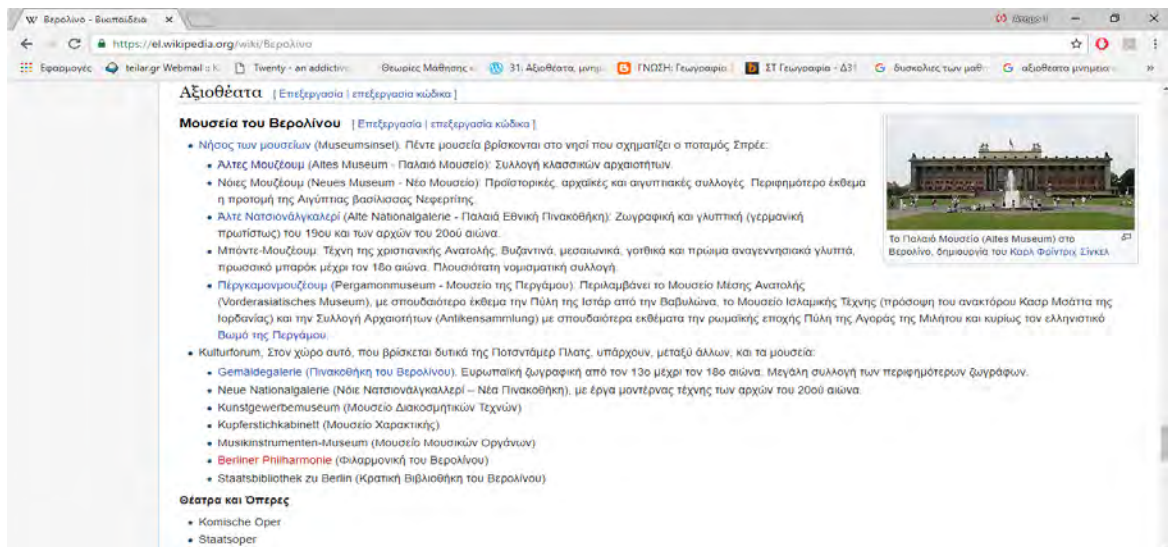 W Βερολίνο - Βικιπαίδεια
https://el.wikipedia.org/wiki/Βερολίνο
Εφαρμογές teilar.gr Webmail :: Twenty - an addictive Θεωρίες Μάθησης 31: Αξιοθέατα, μνημ ΓΝΩΣΗ: Γεωγραφία ΣΤ Γεωγραφία - Δ31 δυσκολίες των μαθ αξιοθέατα μνημεία »
Αξιοθέατα [ Επεξεργασία | επεξεργασία κώδικα ]
Μουσεία του Βερολίνου [ Επεξεργασία | επεξεργασία κώδικα ]
• Νήσος των μουσείων (Museumsinsel). Πέντε μουσεία βρίσκονται στο νησί που σχηματίζει ο ποταμός Σπρέε:
• Άλτες Μουζέουμ (Altes Museum - Παλαιό Μουσείο): Συλλογή κλασσικών αρχαιοτήτων.
• Νόιες Μουζέουμ (Neues Museum - Νέο Μουσείο): Προϊστορικές, αρχαϊκές και αιγυπτιακές συλλογές. Περιφημότερο έκθεμα
η προτομή της Αιγύπτιας βασίλισσας Νεφερτίτης.
• Άλτε Νατσιονάλγκαλερί (Alte Nationalgalerie - Παλαιά Εθνική Πινακοθήκη): Ζωγραφική και γλυπτική (γερμανική
πρωτίστως) του 19ου και των αρχών του 20ού αιώνα.
• Μπόντε-Μουζέουμ: Τέχνη της χριστιανικής Ανατολής, Βυζαντινά, μεσαιωνικά, γοτθικά και πρώιμα αναγεννησιακά γλυπτά,
πρωσσικό μπαρόκ μέχρι τον 18ο αιώνα. Πλουσιότατη νομισματική συλλογή.
• Πέργκαμονμουζέουμ (Pergamonmuseum - Μουσείο της Περγάμου). Περιλαμβάνει το Μουσείο Μέσης Ανατολής
(Vorderasiatisches Museum), με σπουδαιότερο έκθεμα την Πύλη της Ιστάρ από την Βαβυλώνα, το Μουσείο Ισλαμικής Τέχνης (πρόσοψη του ανακτόρου Κασρ Μσάττα της
Ιορδανίας) και την Συλλογή Αρχαιοτήτων (Antikensammlung) με σπουδαιότερα εκθέματα την ρωμαϊκής εποχής Πύλη της Αγοράς της Μιλήτου και κυρίως τον ελληνιστικό
Βωμό της Περγάμου.
Το Παλαιό Μουσείο (Altes Museum) στο
Βερολίνο, δημιουργία του Καρλ Φρίντριχ Σίνκελ
• Kulturforum, Στον χώρο αυτό, που βρίσκεται δυτικά της Ποτσντάμερ Πλατς, υπάρχουν, μεταξύ άλλων, και τα μουσεία:
• Gemäldegalerie (Πινακοθήκη του Βερολίνου). Ευρωπαϊκή ζωγραφική από τον 13ο μέχρι τον 18ο αιώνα. Μεγάλη συλλογή των περιφημότερων ζωγράφων.
• Neue Nationalgalerie (Νόιε Νατσιονάλγκαλλερί – Νέα Πινακοθήκη), με έργα μοντέρνας τέχνης των αρχών του 20ού αιώνα.
• Kunstgewerbemuseum (Μουσείο Διακοσμητικών Τεχνών)
• Kupferstichkabinett (Μουσείο Χαρακτικής)
• Musikinstrumenten-Museum (Μουσείο Μουσικών Οργάνων)
• Berliner Philharmonie (Φιλαρμονική του Βερολίνου)
• Staatsbibliothek zu Berlin (Κρατική Βιβλιοθήκη του Βερολίνου)
Θέατρα και Όπερες
• Komische Oper
• Staatsoper